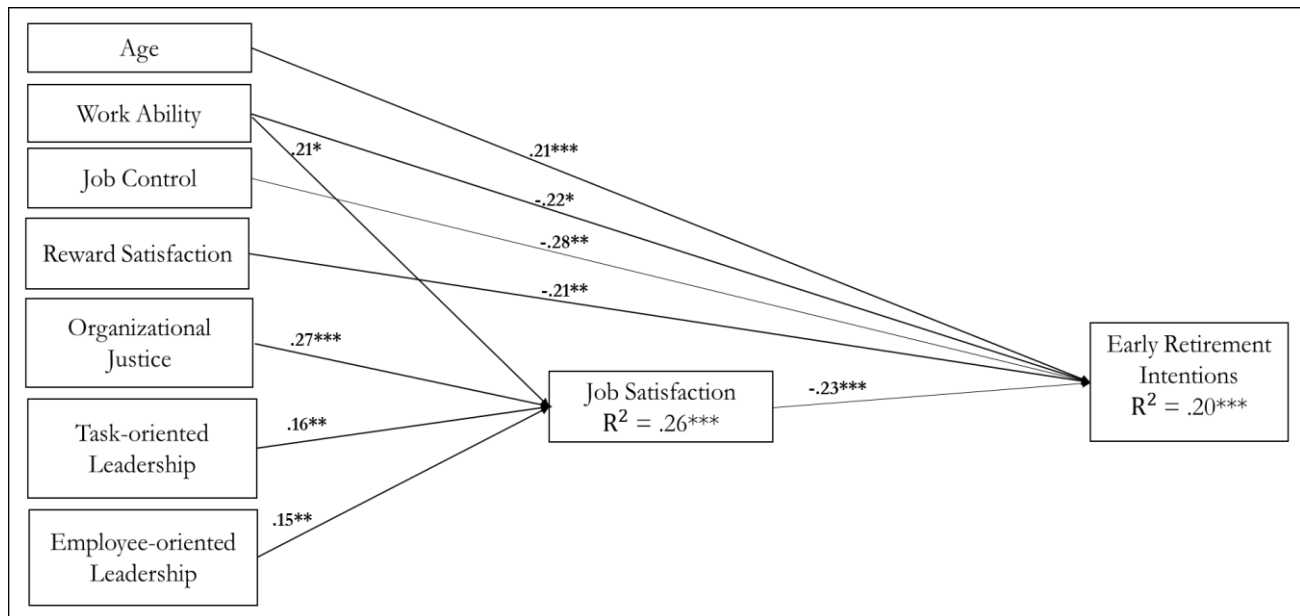 Age
Work Ability
.21*
.21***
Job Control
-.22*
-.28**
Reward Satisfaction
-.21**
Organizational
Justice
.27***
Early Retirement
Intentions
R² = .20***
Job Satisfaction
R² = .26***
-.23***
Task-oriented
Leadership
.16**
Employee-oriented
Leadership
.15**